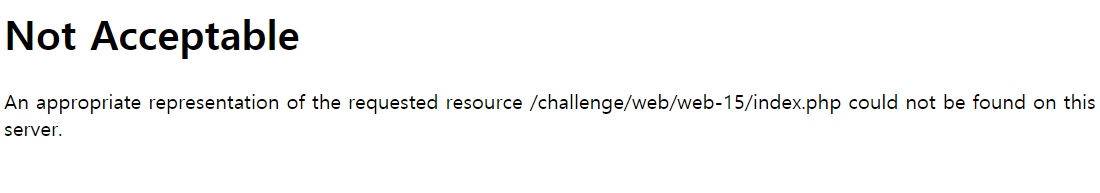 Not Acceptable
An appropriate representation of the requested resource /challenge/web/web-15/index.php could not be found on this
server.